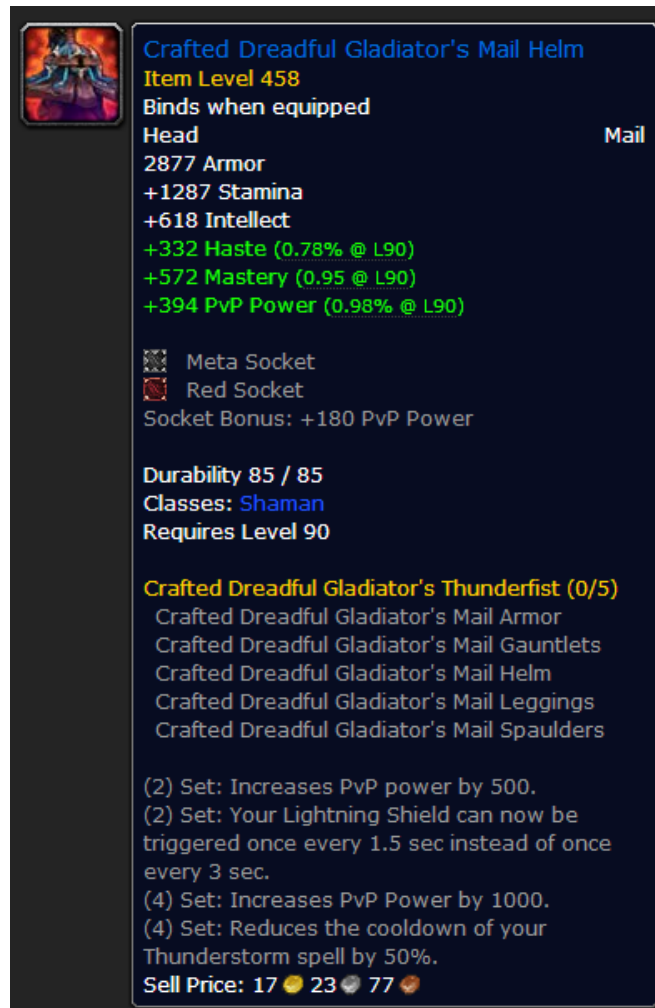 Crafted Dreadful Gladiator's Mail Helm
Item Level 458
Binds when equipped
Head Mail
2877 Armor
+1287 Stamina
+618 Intellect
+332 Haste (0.78% @ L90)
+572 Mastery (0.95 @ L90)
+394 PvP Power (0.98% @ L90)
Meta Socket
Red Socket
Socket Bonus: +180 PvP Power
Durability 85 / 85
Classes: Shaman
Requires Level 90
Crafted Dreadful Gladiator's Thunderfist (0/5)
Crafted Dreadful Gladiator's Mail Armor
Crafted Dreadful Gladiator's Mail Gauntlets
Crafted Dreadful Gladiator's Mail Helm
Crafted Dreadful Gladiator's Mail Leggings
Crafted Dreadful Gladiator's Mail Spaulders
(2) Set: Increases PvP power by 500.
(2) Set: Your Lightning Shield can now be
triggered once every 1.5 sec instead of once
every 3 sec.
(4) Set: Increases PvP Power by 1000.
(4) Set: Reduces the cooldown of your
Thunderstorm spell by 50%.
Sell Price: 17 23 77